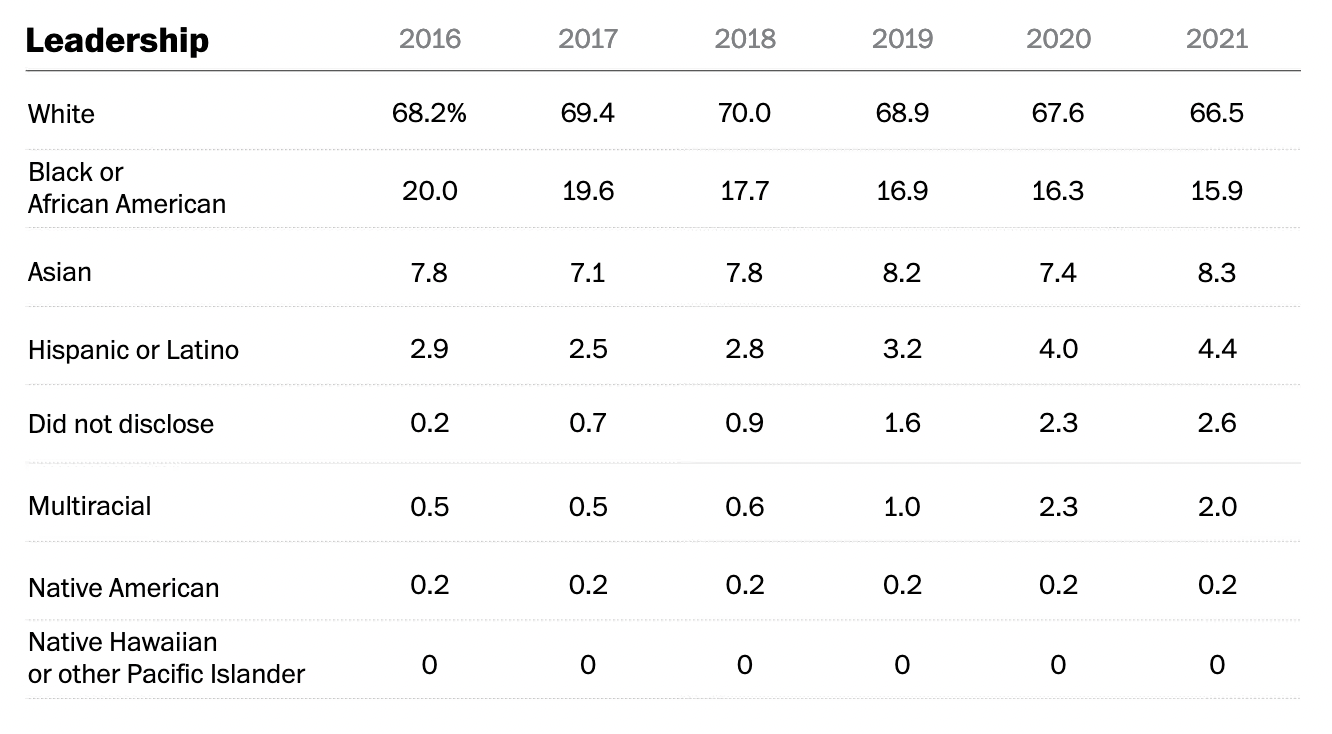 Leadership 2016 2017 2018 2019 2020 2021
White 68.2% 69.4 70.0 68.9 67.6 66.5
Black or
African American 20.0 19.6 17.7 16.9 16.3 15.9
Asian 7.8 7.1 7.8 8.2 7.4 8.3
Hispanic or Latino 2.9 2.5 2.8 3.2 4.0 4.4
Did not disclose 0.2 0.7 0.9 1.6 2.3 2.6
Multiracial 0.5 0.5 0.6 1.0 2.3 2.0
Native American 0.2 0.2 0.2 0.2 0.2 0.2
Native Hawaiian
or other Pacific Islander 0 0 0 0 0 0